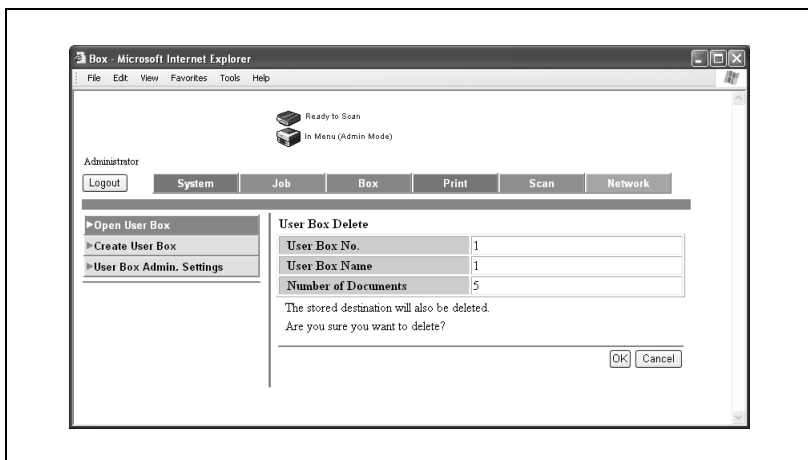 Box - Microsoft Internet Explorer
File Edit View Favorites Tools Help
Ready to Scan
In Menu (Admin Mode)
Administrator
Logout System Job Box Print Scan Network
Open User Box
Create User Box
User Box Admin. Settings
User Box Delete
User Box No. 1
User Box Name 1
Number of Documents 5
The stored destination will also be deleted.
Are you sure you want to delete?
OK Cancel